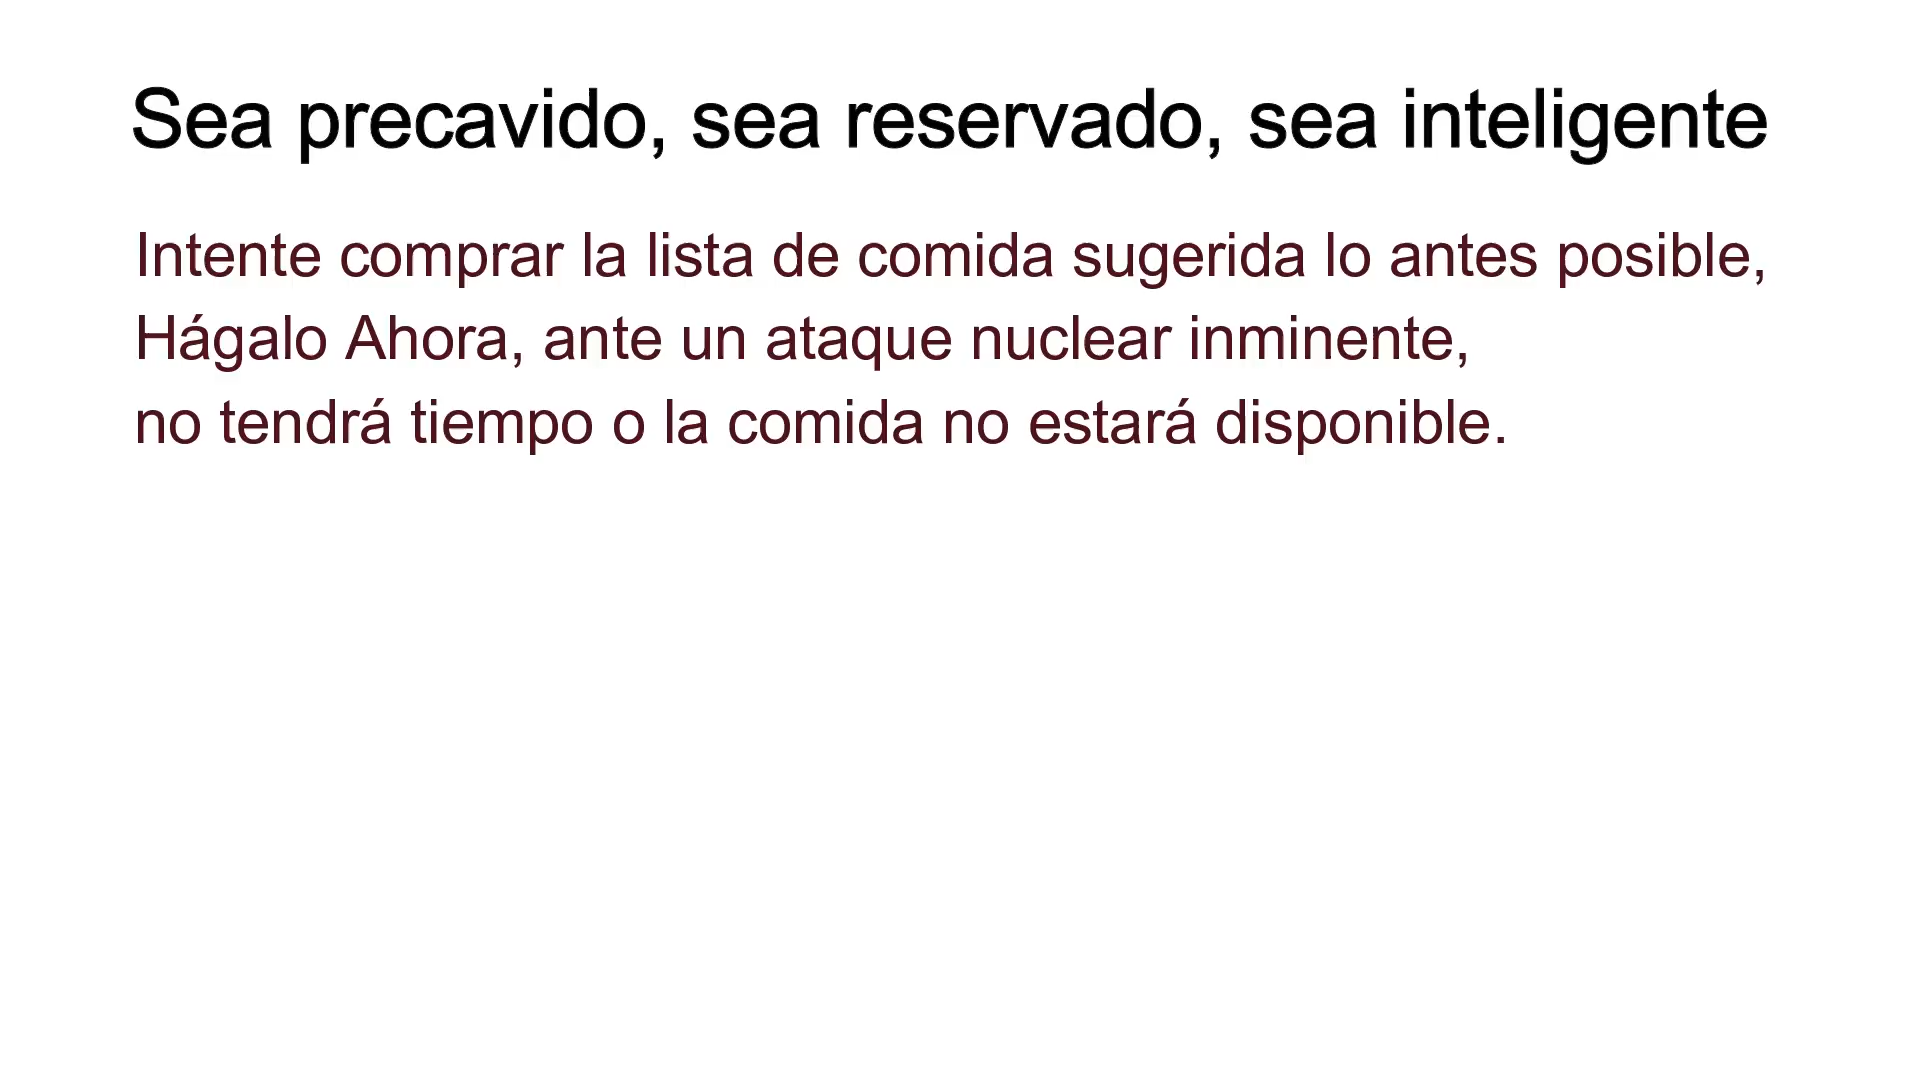 Sea precavido, sea reservado, sea inteligente
Intente comprar la lista de comida sugerida lo antes posible,
Hágalo Ahora, ante un ataque nuclear inminente,
no tendrá tiempo o la comida no estará disponible.